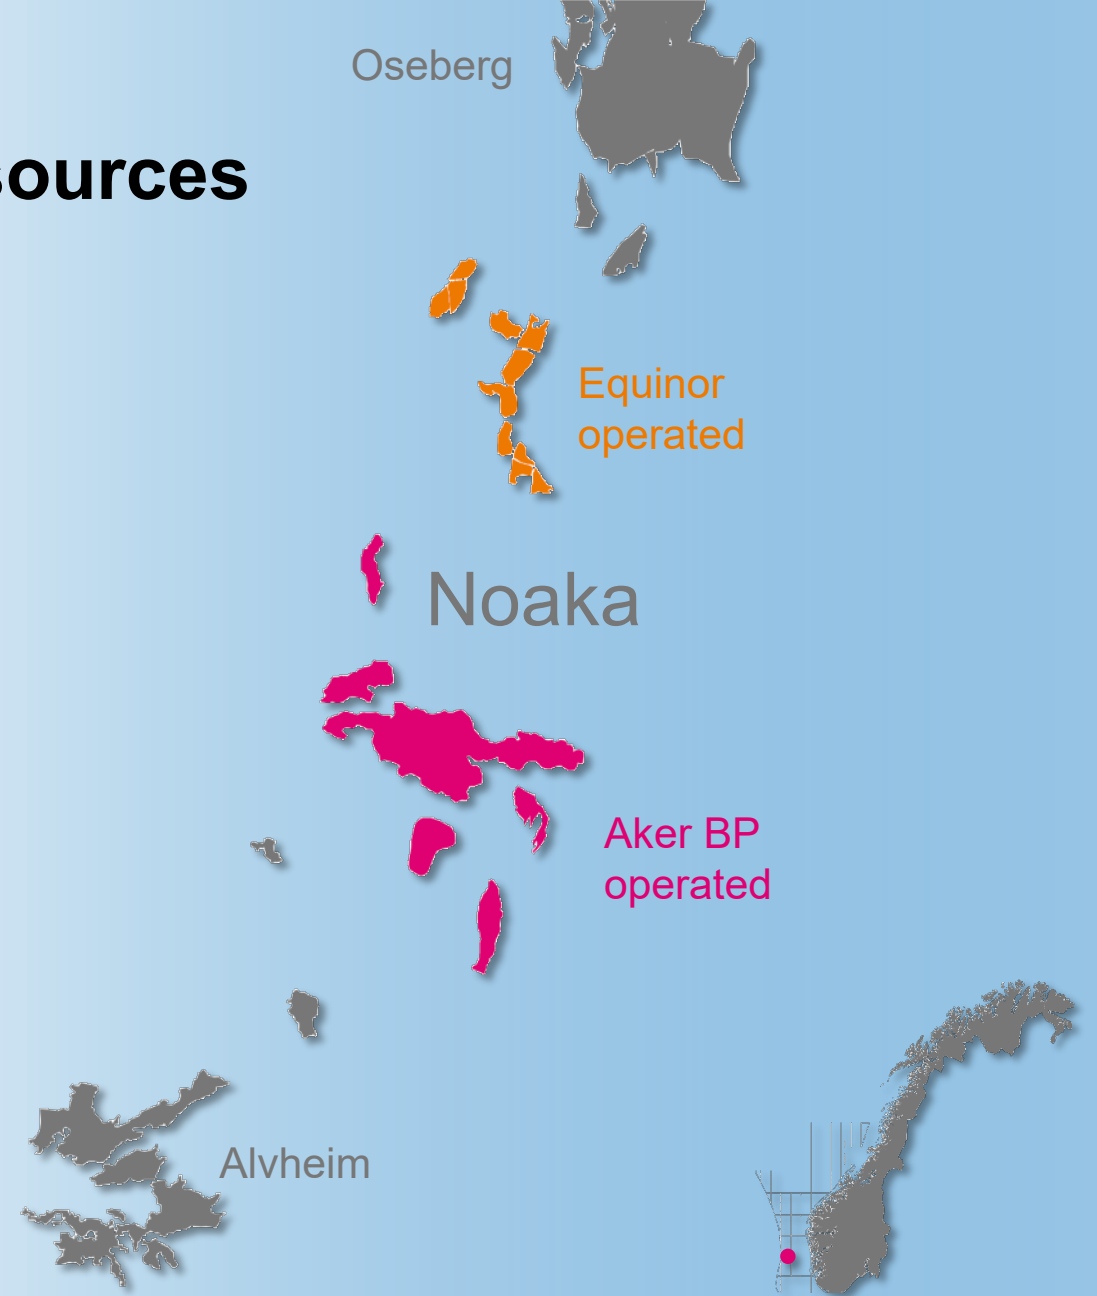 Oseberg
sources
Equinor
operated
Noaka
Aker BP
operated
Alvheim